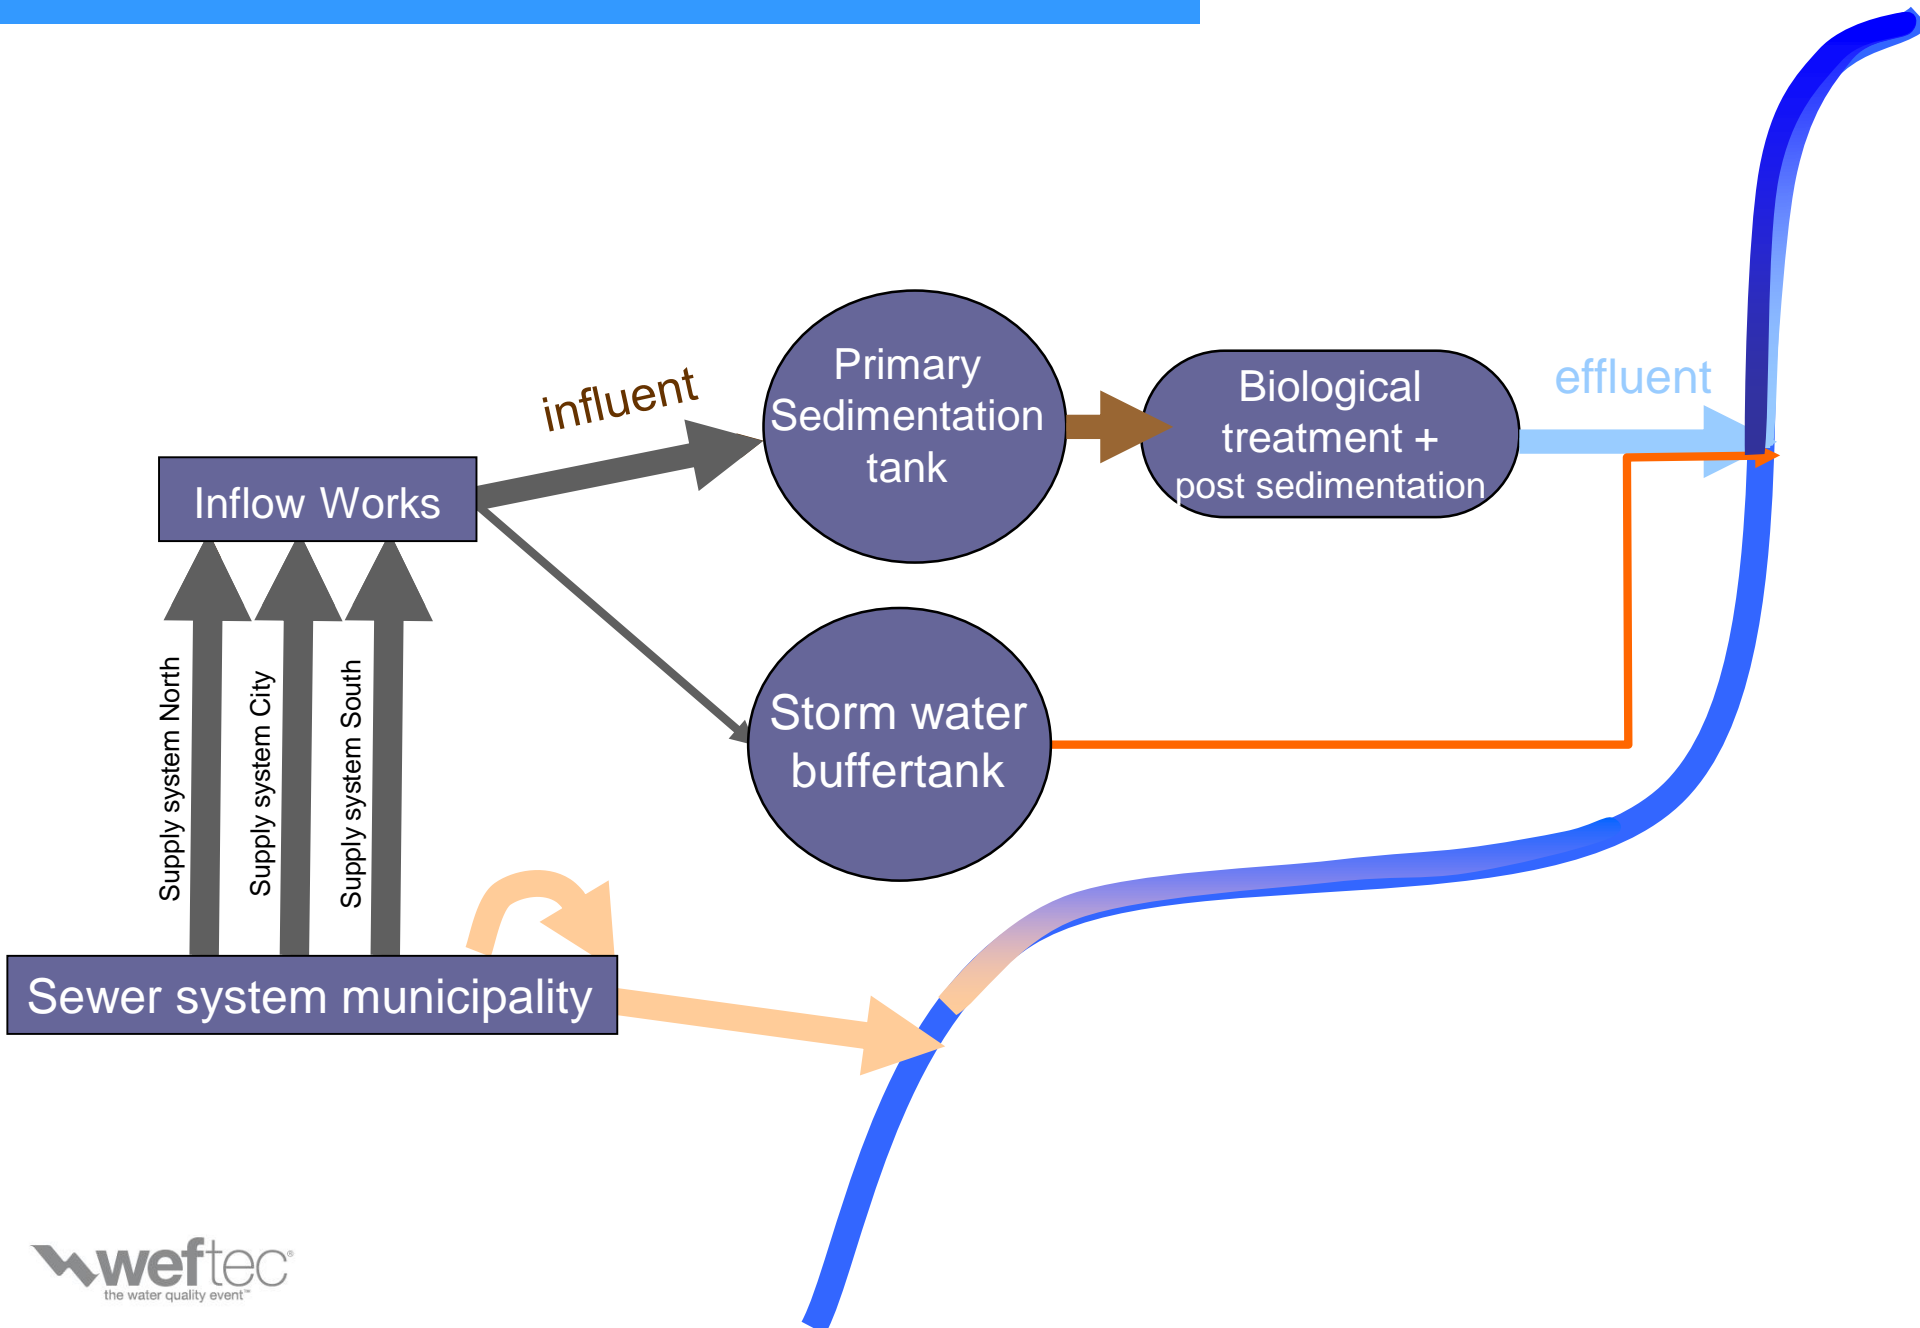 influent
Primary
Sedimentation
tank
Biological
treatment +
post sedimentation
effluent
Inflow Works
Supply system North
Supply system City
Supply system South
Storm water
buffertank
Sewer system municipality
weftec®
the water quality event™